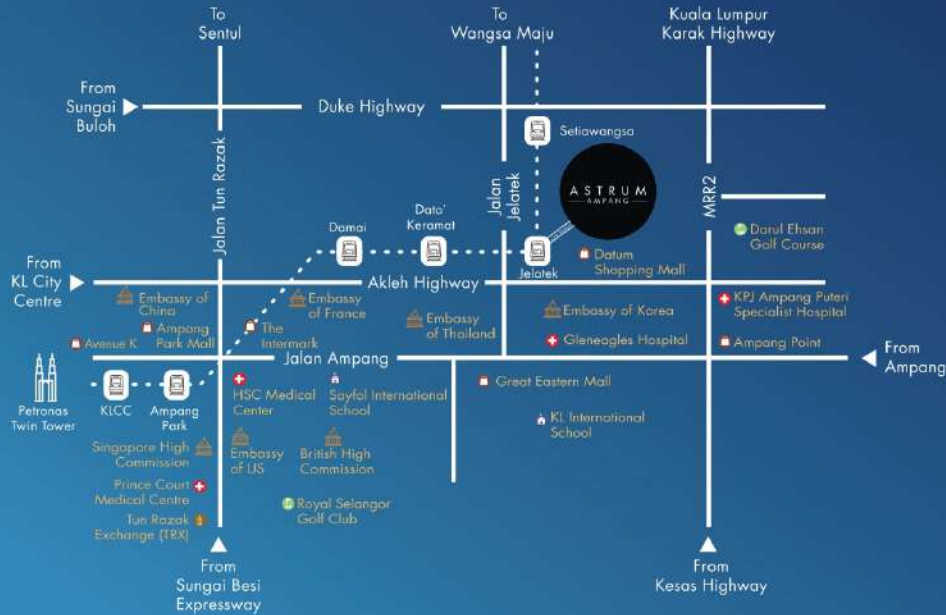 To
Sentul
To
Wangsa Maju
Kuala Lumpur
Karak Highway
From
Sungai
Buloh
Duke Highway
Setiawangsa
Jalan Tun Razak
Jalan
Jelatek
MRR2
ASTRUM
AMPANG
Damai
Dato'
Keramat
Jelatek
Darul Ehsan
Golf Course
Datum
Shopping Mall
From
KL City
Centre
Akleh Highway
Embassy of
China
Embassy
of France
Embassy
of Thailand
Embassy of Korea
KPJ Ampang Puteri
Specialist Hospital
Ampang
Park Mall
The
Intermark
Avenue K
Gleneagles Hospital
Ampang Point
Jalan Ampang
From
Ampang
Petronas
Twin Tower
KLCC
Ampang
Park
HSC Medical
Center
Sayfol International
School
Great Eastern Mall
KL International
School
Singapore High
Commission
Embassy
of US
British High
Commission
Prince Court
Medical Centre
Royal Selangor
Golf Club
Tun Razak
Exchange (TRX)
From
Sungai Besi
Expressway
From
Kesas Highway